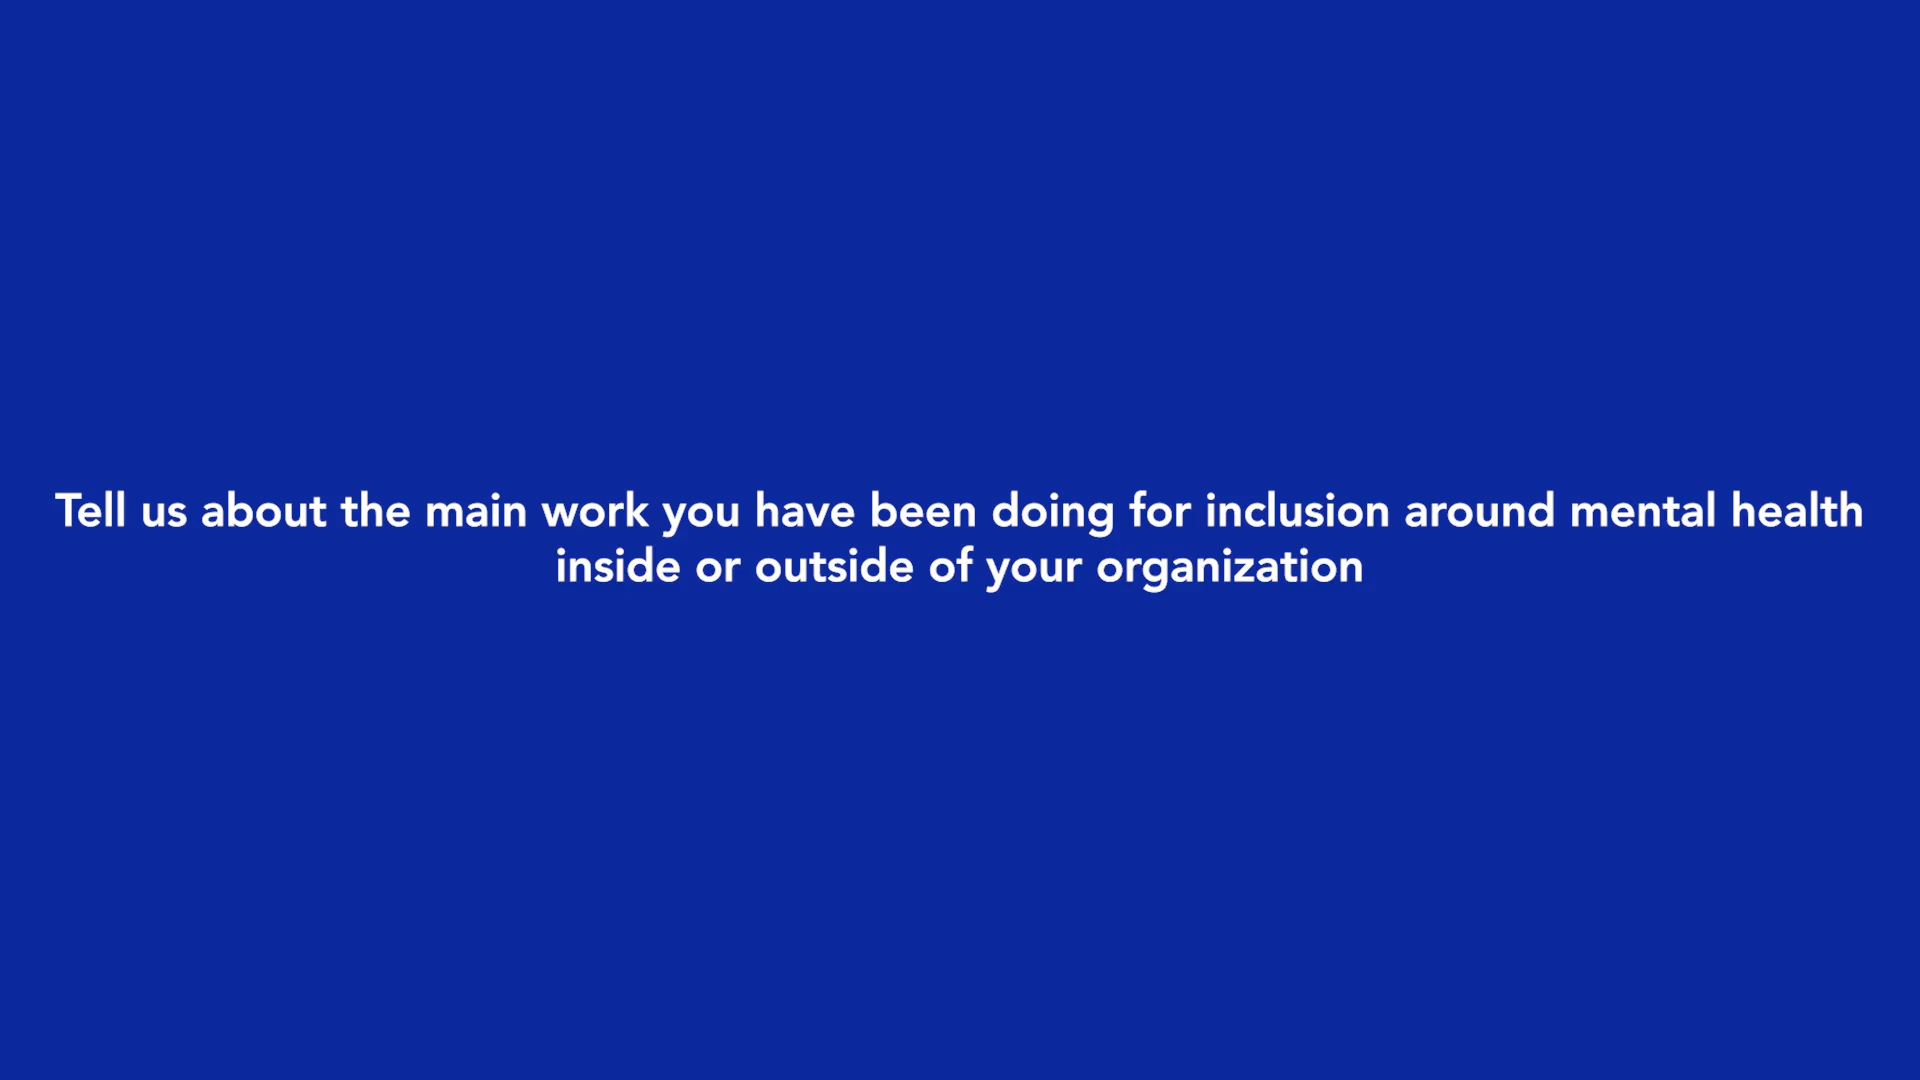 Tell us about the main work you have been doing for inclusion around mental health
inside or outside of your organization